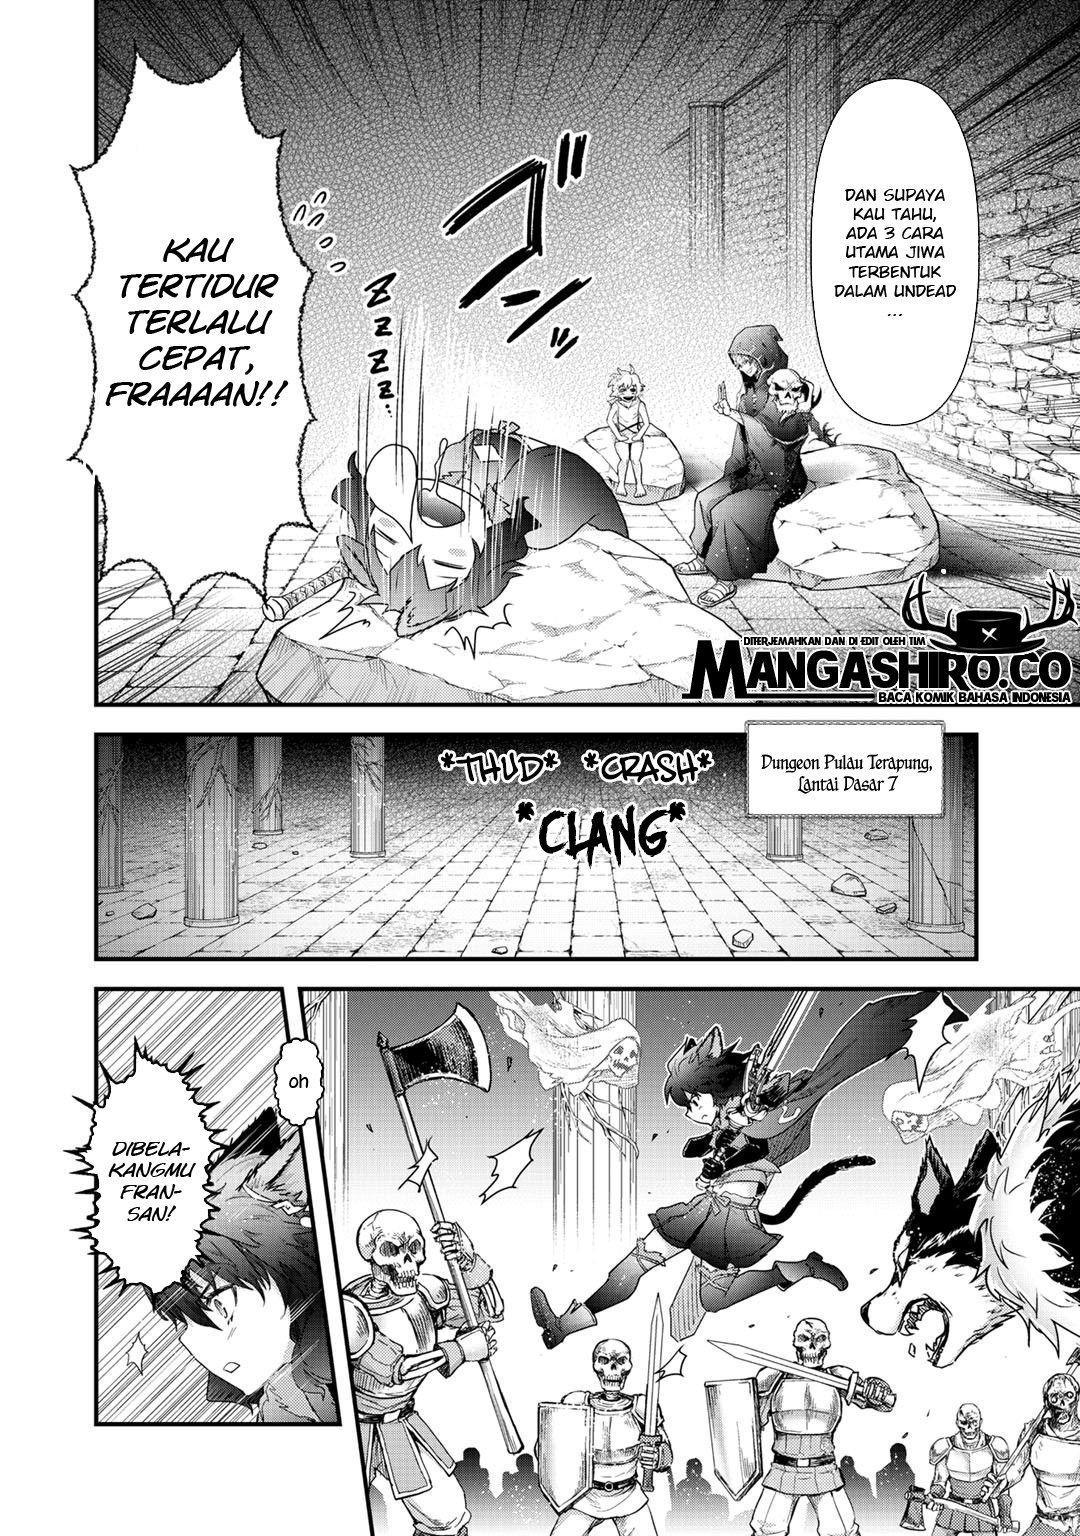 DAN SUPAYA
KAU TAHU,
ADA 3 CARA
UTAMA JIWA
TERBENTUK
DALAM UNDEAD
...
ゴン
Z
Z
Z
Z
Z
...
KAU
TERTIDUR
TERLALU
CEPAT,
FRAAAAN!!
DITERJEMAHKAN DAN DI EDIT OLEH TIM
MANGASHIRO.CO
BACA KOMIK BAHASA INDONESIA
Dungeon Pulau Terapung,
Lantai Dasar 7
*THUD* *CRASH*
*CLANG*
oh
DIBELA-
KANGMU
FRAN-
SAN!